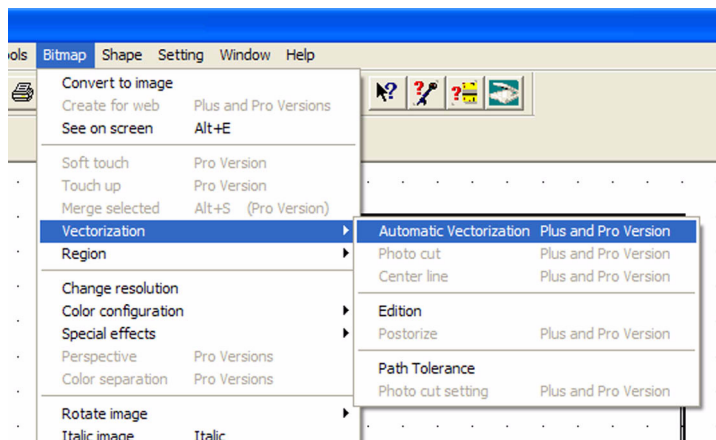 ols Bitmap Shape Setting Window Help
Convert to image
Create for web Plus and Pro Versions
See on screen Alt+E
Soft touch Pro Version
Touch up Pro Version
Merge selected Alt+S (Pro Version)
Vectorization
Region
Change resolution
Color configuration
Special effects
Perspective Pro Versions
Color separation Pro Versions
Rotate image
Italic image Italic
Automatic Vectorization Plus and Pro Version
Photo cut Plus and Pro Version
Center line Plus and Pro Version
Edition
Postorize Plus and Pro Version
Path Tolerance
Photo cut setting Plus and Pro Version